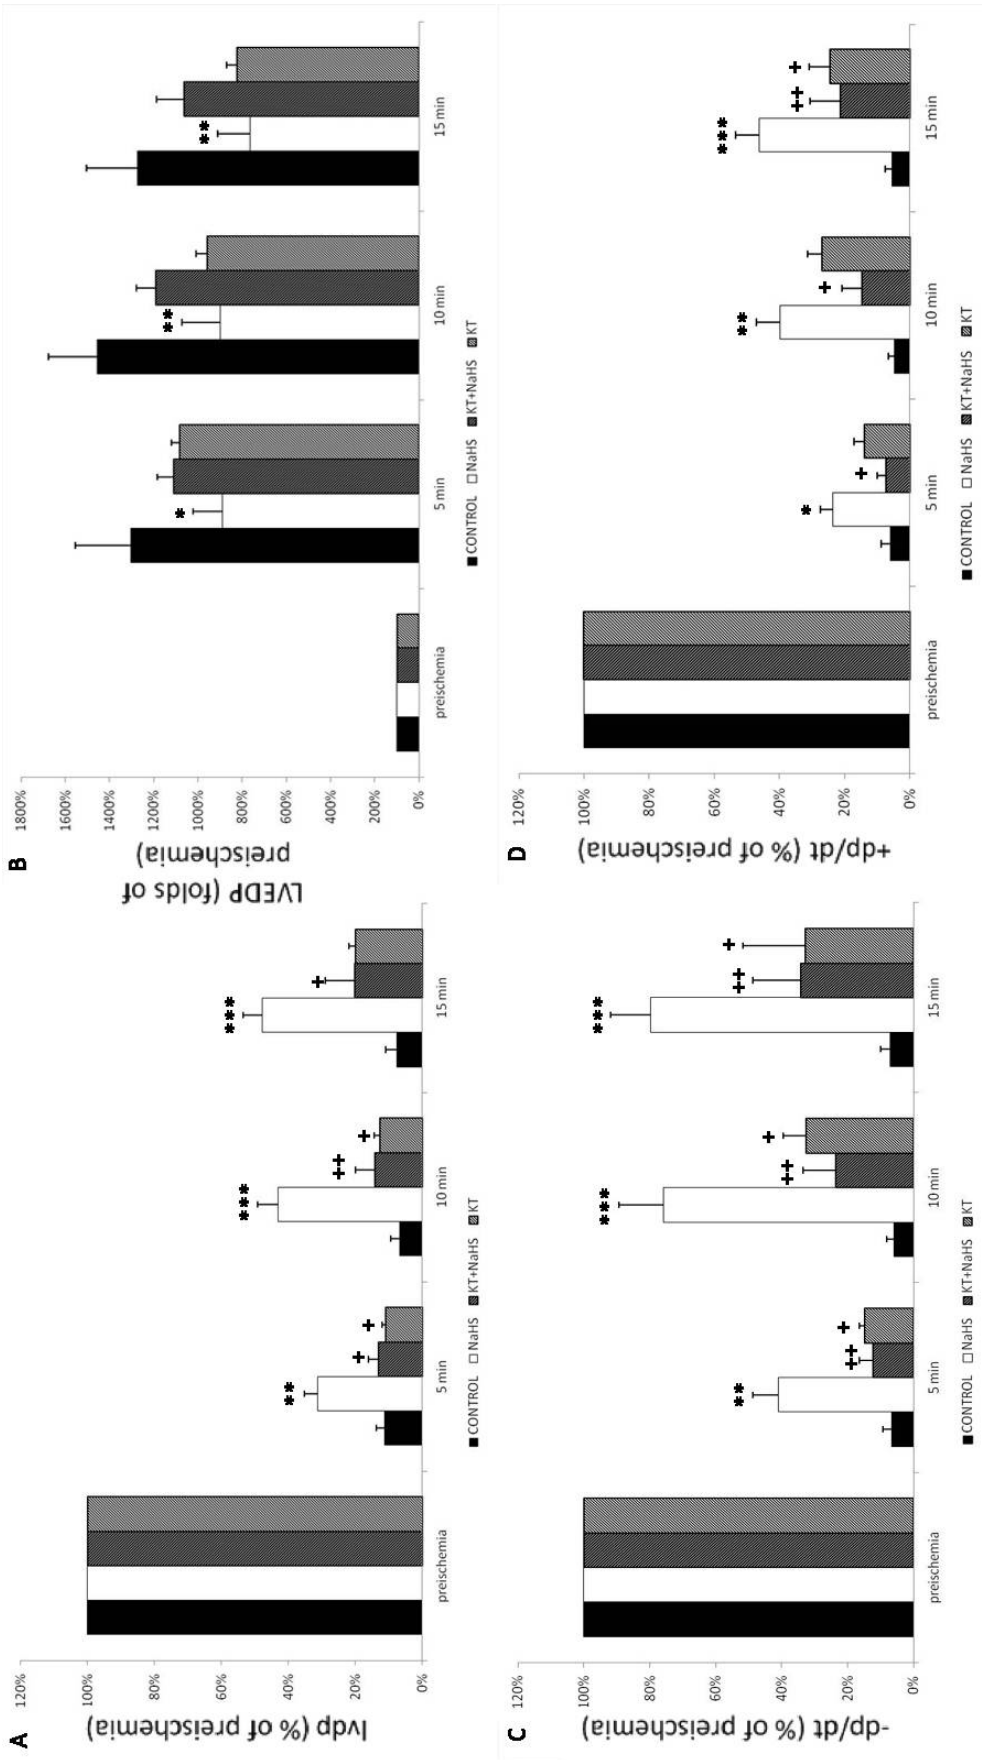 A
lvdp (% of preischemia)
120%
100%
80%
60%
40%
20%
0%
**
+
+
***
++
+
***
+
preischemia
5 min
10 min
15 min
CONTROL NaHS KT+NaHS KT
B
LVEDP (folds of
preischemia)
1800%
1600%
1400%
1200%
1000%
800%
600%
400%
200%
0%
*
**
**
preischemia
5 min
10 min
15 min
CONTROL NaHS KT+NaHS KT
C
-dp/dt (% of preischemia)
120%
100%
80%
60%
40%
20%
0%
**
++
+
***
++
+
***
++
+
preischemia
5 min
10 min
15 min
CONTROL NaHS KT+NaHS KT
D
+dp/dt (% of preischemia)
120%
100%
80%
60%
40%
20%
0%
*
+
**
+
***
++
+
preischemia
5 min
10 min
15 min
CONTROL NaHS KT+NaHS KT